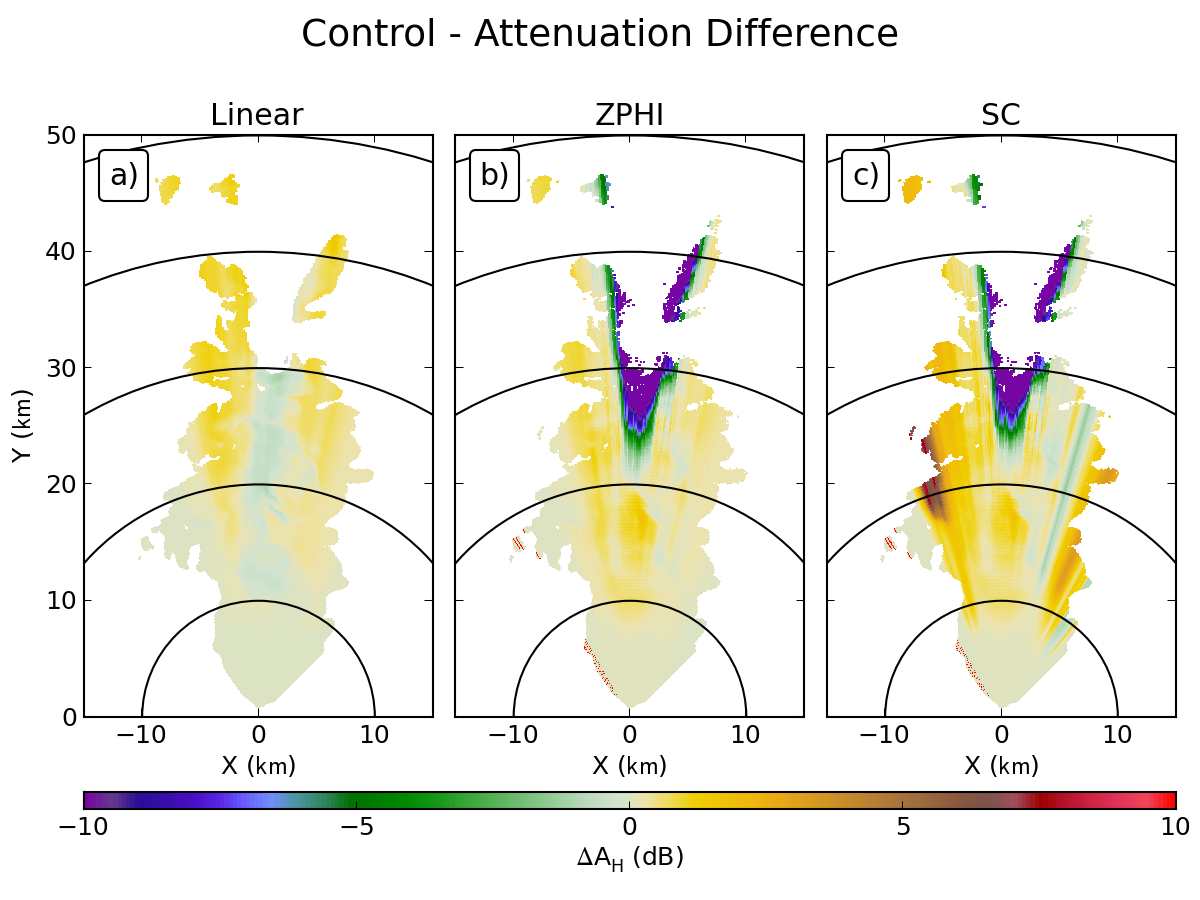 Control - Attenuation Difference
Linear
ZPHI
SC
a)
b)
c)
50
40
30
20
10
0
Y (km)
−10 0 10
−10 0 10
−10 0 10
X (km)
X (km)
X (km)
−10 −5 0 5 10
ΔA_H (dB)